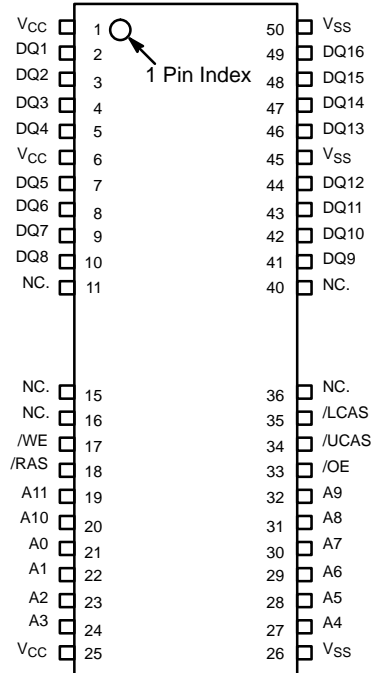 VCC 1 50 VSS
DQ1 2 49 DQ16
1 Pin Index
DQ2 3 48 DQ15
DQ3 4 47 DQ14
DQ4 5 46 DQ13
VCC 6 45 VSS
DQ5 7 44 DQ12
DQ6 8 43 DQ11
DQ7 9 42 DQ10
DQ8 10 41 DQ9
NC. 11 40 NC.
NC. 15 36 NC.
NC. 16 35 /LCAS
/WE 17 34 /UCAS
/RAS 18 33 /OE
A11 19 32 A9
A10 20 31 A8
A0 21 30 A7
A1 22 29 A6
A2 23 28 A5
A3 24 27 A4
VCC 25 26 VSS